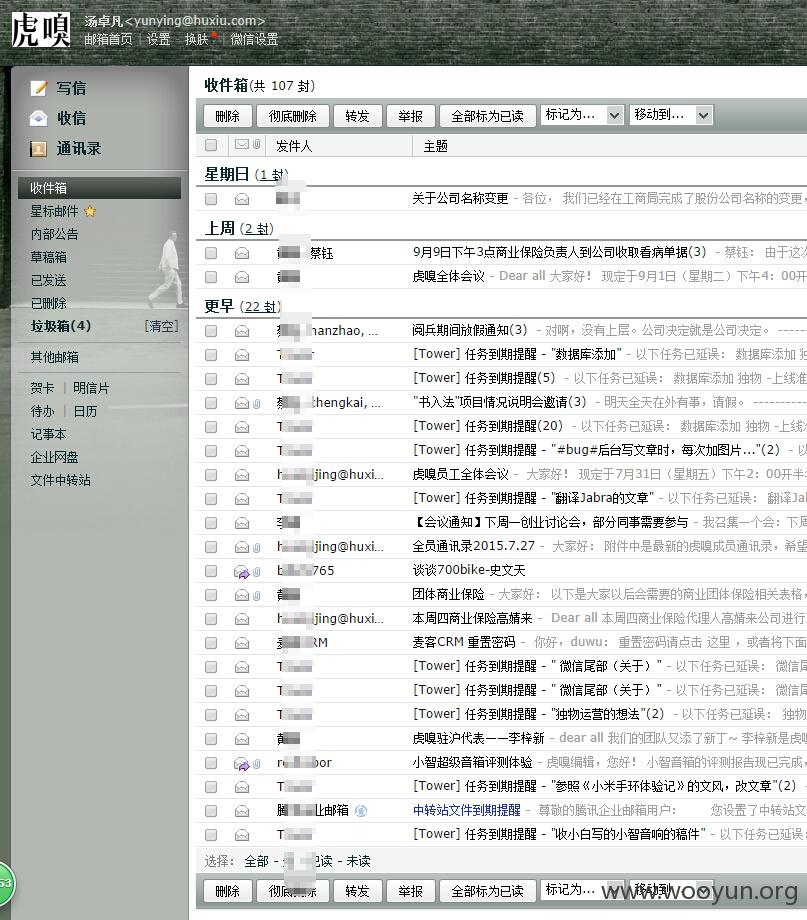 虎嗅
汤卓凡<yunying@huxiu.com>
邮箱首页 | 设置 - 换肤 | 微信设置
写信
收信
通讯录
收件箱
星标邮件
内部公告
草稿箱
已发送
已删除
垃圾箱(4) [清空]
其他邮箱
贺卡 | 明信片
待办 | 日历
记事本
企业网盘
文件中转站
53
收件箱(共 107 封)
删除 彻底删除 转发 举报 全部标为已读 标记为... 移动到...
发件人 主题
星期日 (1 封)
关于公司名称变更 - 各位， 我们已经在工商局完成了股份公司名称的变更，
上周 (2 封)
蔡钰 9月9日下午3点商业保险负责人到公司收取看病单据(3) - 蔡钰： 由于这次
虎嗅全体会议 - Dear all 大家好！ 现定于9月1日（星期二）下午4：00开
更早 (22 封)
hanzhao, ... 阅兵期间放假通知(3) - 对啊，没有上层。公司决定就是公司决定。 ------
[Tower] 任务到期提醒 - "数据库添加" - 以下任务已延误： 数据库添加 独物
[Tower] 任务到期提醒(5) - 以下任务已延误： 数据库添加 独物 -上线准
chengkai, ... "书入法"项目情况说明会邀请(3) - 明天全天在外有事，请假。 -----------
[Tower] 任务到期提醒(20) - 以下任务已延误： 数据库添加 独物 -上线
[Tower] 任务到期提醒 - "#bug#后台写文章时，每次加图片..."(2) - 以
jing@huxi... 虎嗅员工全体会议 - 大家好！ 现定于7月31日（星期五）下午2：00开半
[Tower] 任务到期提醒 - "翻译Jabra的文章" - 以下任务已延误： 翻译Jal
李 【会议通知】下周一创业讨论会，部分同事需要参与 - 我召集一个会：下周
jing@huxi... 全员通讯录2015.7.27 - 大家好： 附件中是最新的虎嗅成员通讯录，希望
765 谈谈700bike-史文天
团体商业保险 - 大家好： 以下是大家以后会需要的商业团体保险相关表格，
jing@huxi... 本周四商业保险高婧来 - Dear all 本周四商业保险代理人高婧来公司进行
麦 RM 麦客CRM 重置密码 - 你好，duwu： 重置密码请点击 这里 ，或者将下面
[Tower] 任务到期提醒 - " 微信尾部（关于）" - 以下任务已延误： 微信尾
[Tower] 任务到期提醒 - " 微信尾部（关于）" - 以下任务已延误： 微信尾
[Tower] 任务到期提醒 - "独物运营的想法"(2) - 以下任务已延误： 独物
黄 虎嗅驻沪代表——李梓新 - dear all 我们的团队又添了新丁~ 李梓新是虎
bor 小智超级音箱评测体验 - 虎嗅编辑，您好！ 小智音箱的评测报告现已完成，
[Tower] 任务到期提醒 - "参照《小米手环体验记》的文风，改文章"(2)
腾 业邮箱 中转站文件到期提醒 - 尊敬的腾讯企业邮箱用户： 您设置了中转站文
[Tower] 任务到期提醒 - "收小白写的小智音响的稿件" - 以下任务已延误
选择： 全部 - 已读 - 未读
删除 彻底删除 转发 举报 全部标为已读 标记为... 移动到
www.wooyun.org